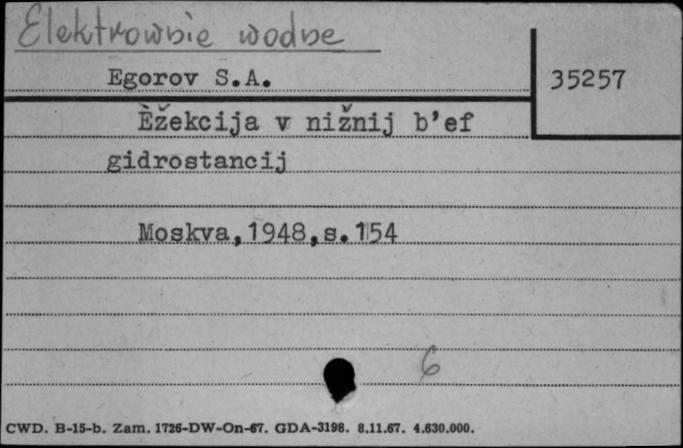 Elektrownie wodne
Egorov S.A.
35257
Èžekcija v nižnij b'ef
gidrostancij
Moskva,1948,s.154
6
CWD. B-15-b. Zam. 1726-DW-On-67. GDA-3198. 8.11.67. 4.630.000.